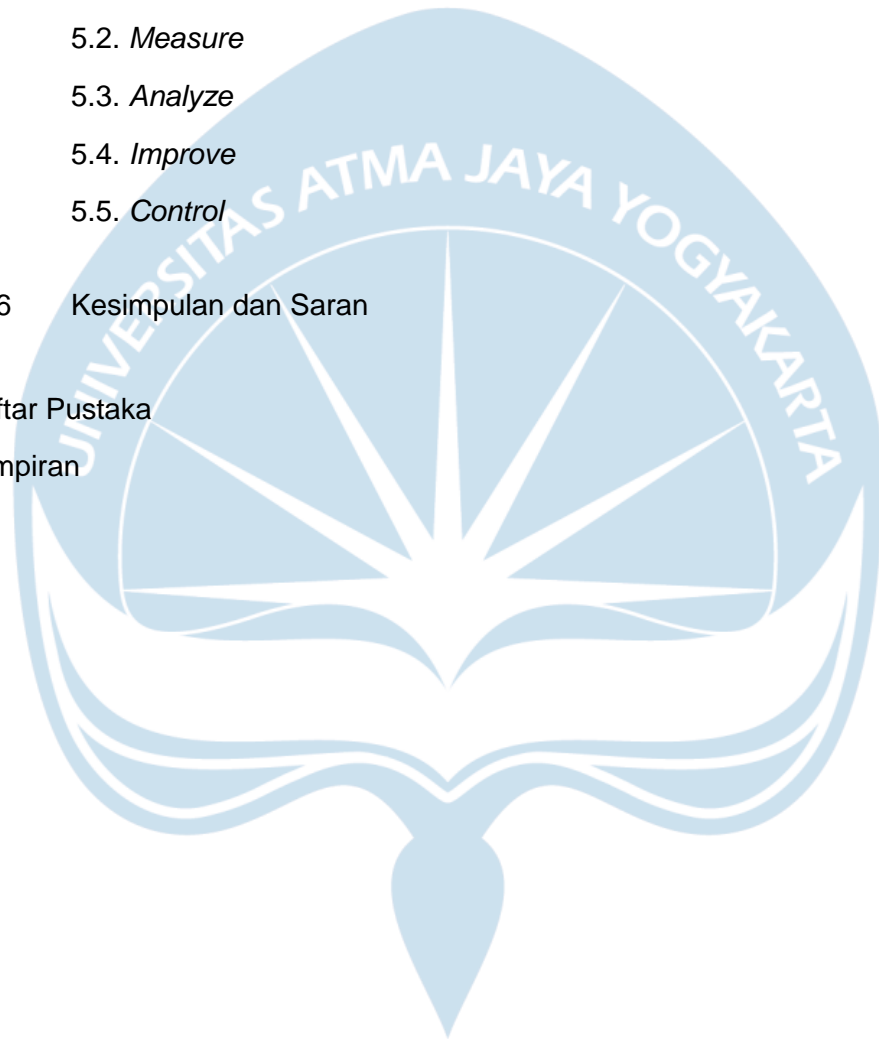 5.2. Measure
5.3. Analyze
5.4. Improve
5.5. Control
UNIVERSITAS ATMA JAYA YOGYAKARTA
6 Kesimpulan dan Saran
ftar Pustaka
mpiran